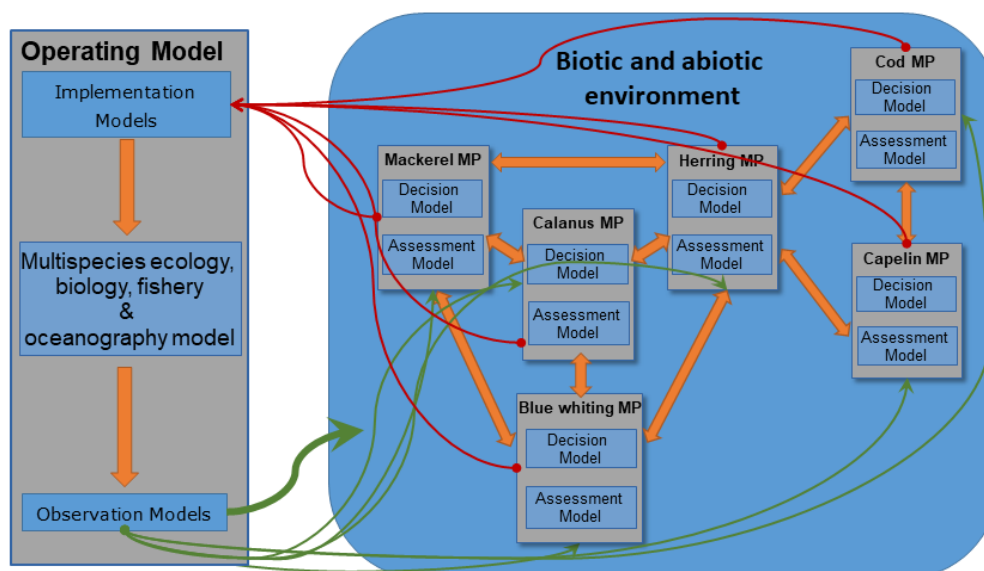 Operating Model
Implementation
Models
Multispecies ecology,
biology, fishery
&
oceanography model
Observation Models
Biotic and abiotic
environment
Mackerel MP
Decision
Model
Assessment
Model
Calanus MP
Decision
Model
Assessment
Model
Blue whiting MP
Decision
Model
Assessment
Model
Herring MP
Decision
Model
Assessment
Model
Cod MP
Decision
Model
Assessment
Model
Capelin MP
Decision
Model
Assessment
Model